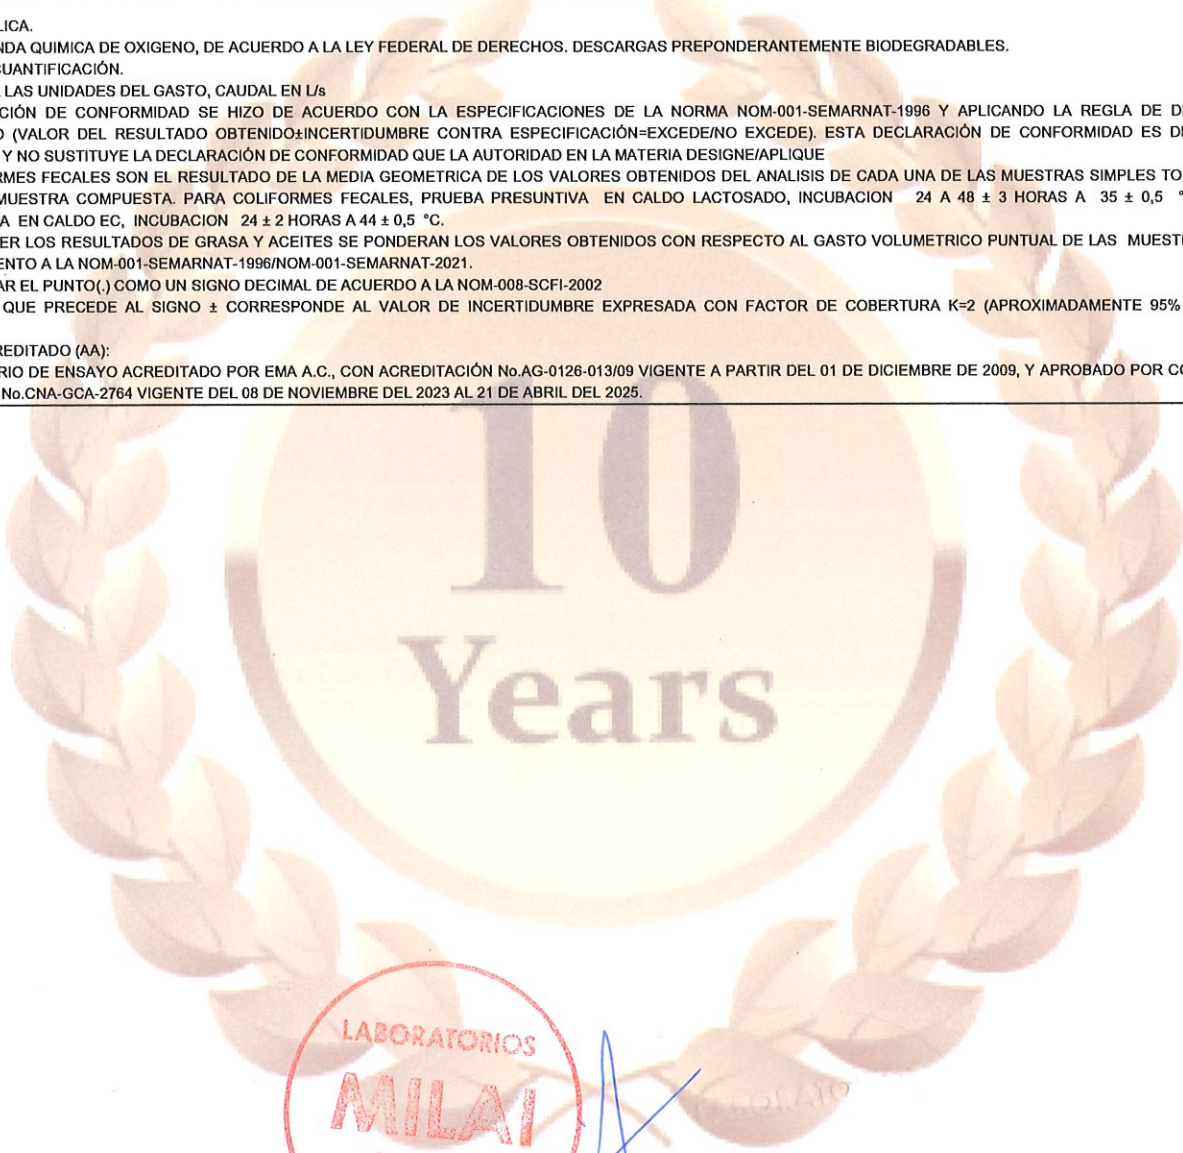 LICA.
NDA QUIMICA DE OXIGENO, DE ACUERDO A LA LEY FEDERAL DE DERECHOS. DESCARGAS PREPONDERANTEMENTE BIODEGRADABLES.
CUANTIFICACIÓN.
LAS UNIDADES DEL GASTO, CAUDAL EN L/s
CIÓN DE CONFORMIDAD SE HIZO DE ACUERDO CON LA ESPECIFICACIONES DE LA NORMA NOM-001-SEMARNAT-1996 Y APLICANDO LA REGLA DE DE
O (VALOR DEL RESULTADO OBTENIDO±INCERTIDUMBRE CONTRA ESPECIFICACIÓN=EXCEDE/NO EXCEDE). ESTA DECLARACIÓN DE CONFORMIDAD ES DE
Y NO SUSTITUYE LA DECLARACIÓN DE CONFORMIDAD QUE LA AUTORIDAD EN LA MATERIA DESIGNE/APLIQUE
RMES FECALES SON EL RESULTADO DE LA MEDIA GEOMETRICA DE LOS VALORES OBTENIDOS DEL ANALISIS DE CADA UNA DE LAS MUESTRAS SIMPLES TO
MUESTRA COMPUESTA. PARA COLIFORMES FECALES, PRUEBA PRESUNTIVA EN CALDO LACTOSADO, INCUBACION 24 A 48 ± 3 HORAS A 35 ± 0,5 °
A EN CALDO EC, INCUBACION 24 ± 2 HORAS A 44 ± 0,5 °C.
ER LOS RESULTADOS DE GRASA Y ACEITES SE PONDERAN LOS VALORES OBTENIDOS CON RESPECTO AL GASTO VOLUMETRICO PUNTUAL DE LAS MUEST
ENTO A LA NOM-001-SEMARNAT-1996/NOM-001-SEMARNAT-2021.
AR EL PUNTO(.) COMO UN SIGNO DECIMAL DE ACUERDO A LA NOM-008-SCFI-2002
QUE PRECEDE AL SIGNO ± CORRESPONDE AL VALOR DE INCERTIDUMBRE EXPRESADA CON FACTOR DE COBERTURA K=2 (APROXIMADAMENTE 95%
REDITADO (AA):
RIO DE ENSAYO ACREDITADO POR EMA A.C., CON ACREDITACIÓN No.AG-0126-013/09 VIGENTE A PARTIR DEL 01 DE DICIEMBRE DE 2009, Y APROBADO POR CO
No.CNA-GCA-2764 VIGENTE DEL 08 DE NOVIEMBRE DEL 2023 AL 21 DE ABRIL DEL 2025.
10
Years
LABORATORIOS
MILAI